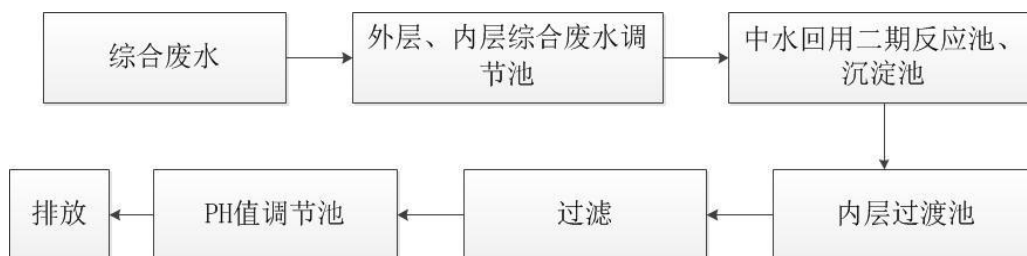 综合废水
外层、内层综合废水调
节池
中水回用二期反应池、
沉淀池
内层过渡池
过滤
PH值调节池
排放